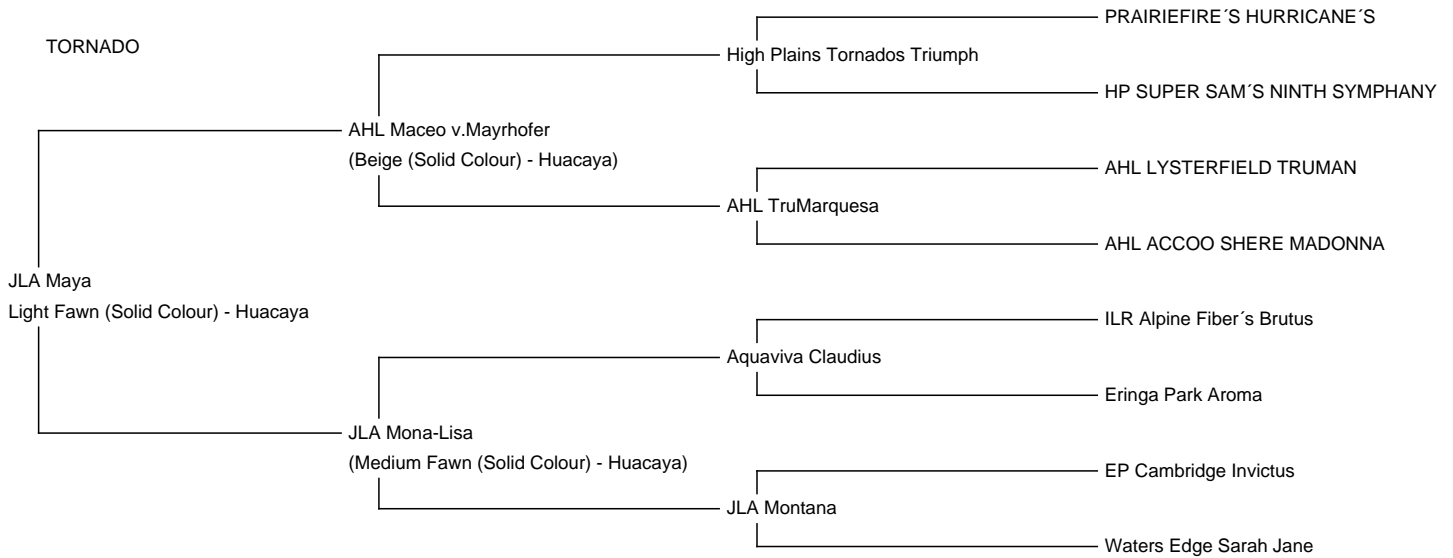 PRAIRIEFIRE´S HURRICANE´S
TORNADO
High Plains Tornados Triumph
HP SUPER SAM´S NINTH SYMPHANY
AHL Maceo v.Mayrhofer
(Beige (Solid Colour) - Huacaya)
AHL LYSTERFIELD TRUMAN
AHL TruMarquesa
AHL ACCOO SHERE MADONNA
JLA Maya
Light Fawn (Solid Colour) - Huacaya
ILR Alpine Fiber´s Brutus
Aquaviva Claudius
Eringa Park Aroma
JLA Mona-Lisa
(Medium Fawn (Solid Colour) - Huacaya)
EP Cambridge Invictus
JLA Montana
Waters Edge Sarah Jane